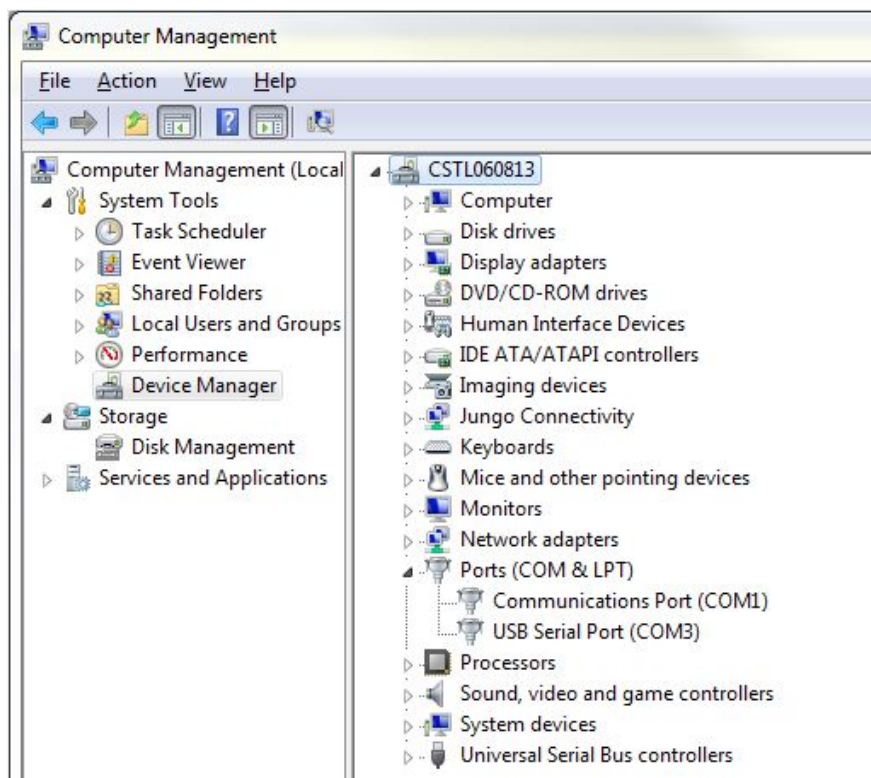 Computer Management
File Action View Help
Computer Management (Local
System Tools
Task Scheduler
Event Viewer
Shared Folders
Local Users and Groups
Performance
Device Manager
Storage
Disk Management
Services and Applications
CSTL060813
Computer
Disk drives
Display adapters
DVD/CD-ROM drives
Human Interface Devices
IDE ATA/ATAPI controllers
Imaging devices
Jungo Connectivity
Keyboards
Mice and other pointing devices
Monitors
Network adapters
Ports (COM & LPT)
Communications Port (COM1)
USB Serial Port (COM3)
Processors
Sound, video and game controllers
System devices
Universal Serial Bus controllers